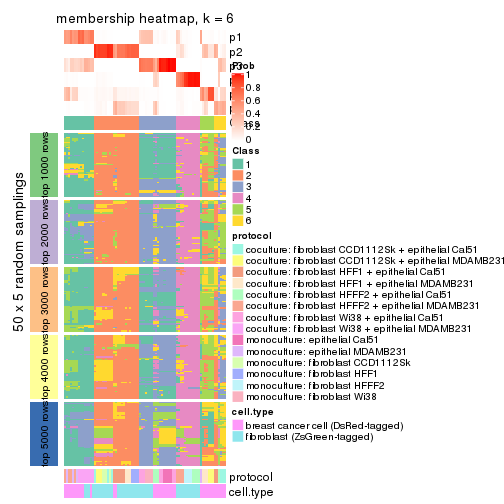 membership heatmap, k = 6
p1
p2
Prob
1
0.8
0.6
0.4
0.2
0
Class
1
2
3
4
5
6
50 x 5 random samplings
top 1000 rows
top 2000 rows
top 3000 rows
top 4000 rows
top 5000 rows
protocol
coculture: fibroblast CCD1112Sk + epithelial Cal51
coculture: fibroblast CCD1112Sk + epithelial MDAMB231
coculture: fibroblast HFF1 + epithelial Cal51
coculture: fibroblast HFF1 + epithelial MDAMB231
coculture: fibroblast HFFF2 + epithelial Cal51
coculture: fibroblast HFFF2 + epithelial MDAMB231
coculture: fibroblast Wi38 + epithelial Cal51
coculture: fibroblast Wi38 + epithelial MDAMB231
monoculture: epithelial Cal51
monoculture: epithelial MDAMB231
monoculture: fibroblast CCD1112Sk
monoculture: fibroblast HFF1
monoculture: fibroblast HFFF2
monoculture: fibroblast Wi38
cell.type
breast cancer cell (DsRed-tagged)
fibroblast (ZsGreen-tagged)
protocol
cell.type